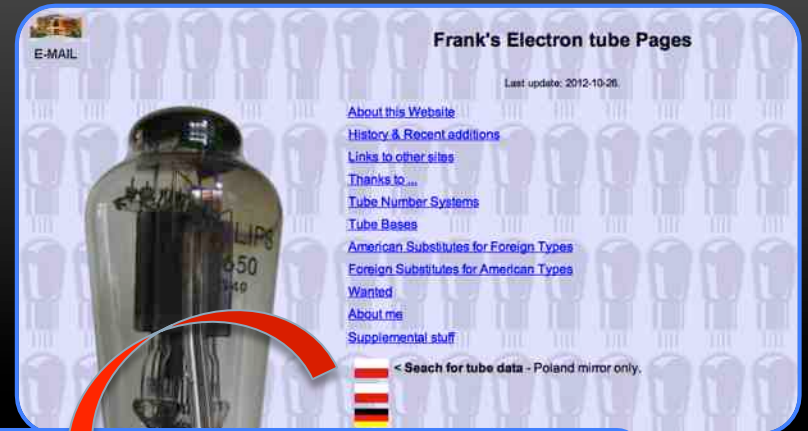 E-MAIL
Frank's Electron tube Pages
Last update: 2012-10-26.
About this Website
History & Recent additions
Links to other sites
Thanks to ...
Tube Number Systems
Tube Bases
American Substitutes for Foreign Types
Foreign Substitutes for American Types
Wanted
About me
Supplemental stuff
< Seach for tube data - Poland mirror only.